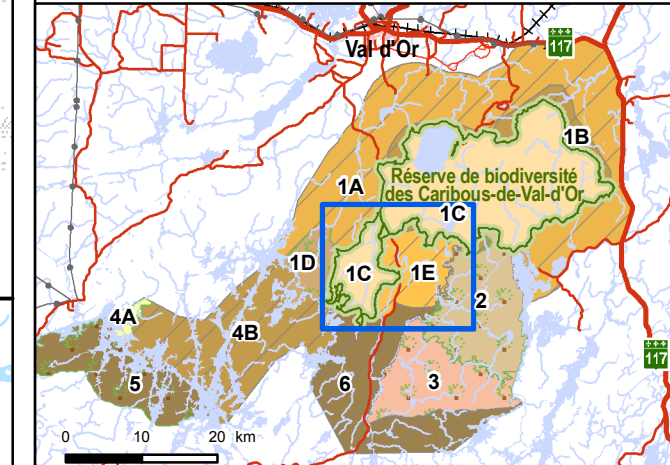 Val d'Or
117
1B
Réserve de biodiversité
des Caribous-de-Val-d'Or
1A
1C
1D
1C
1E
2
4A
4B
117
5
6
3
0 10 20 km